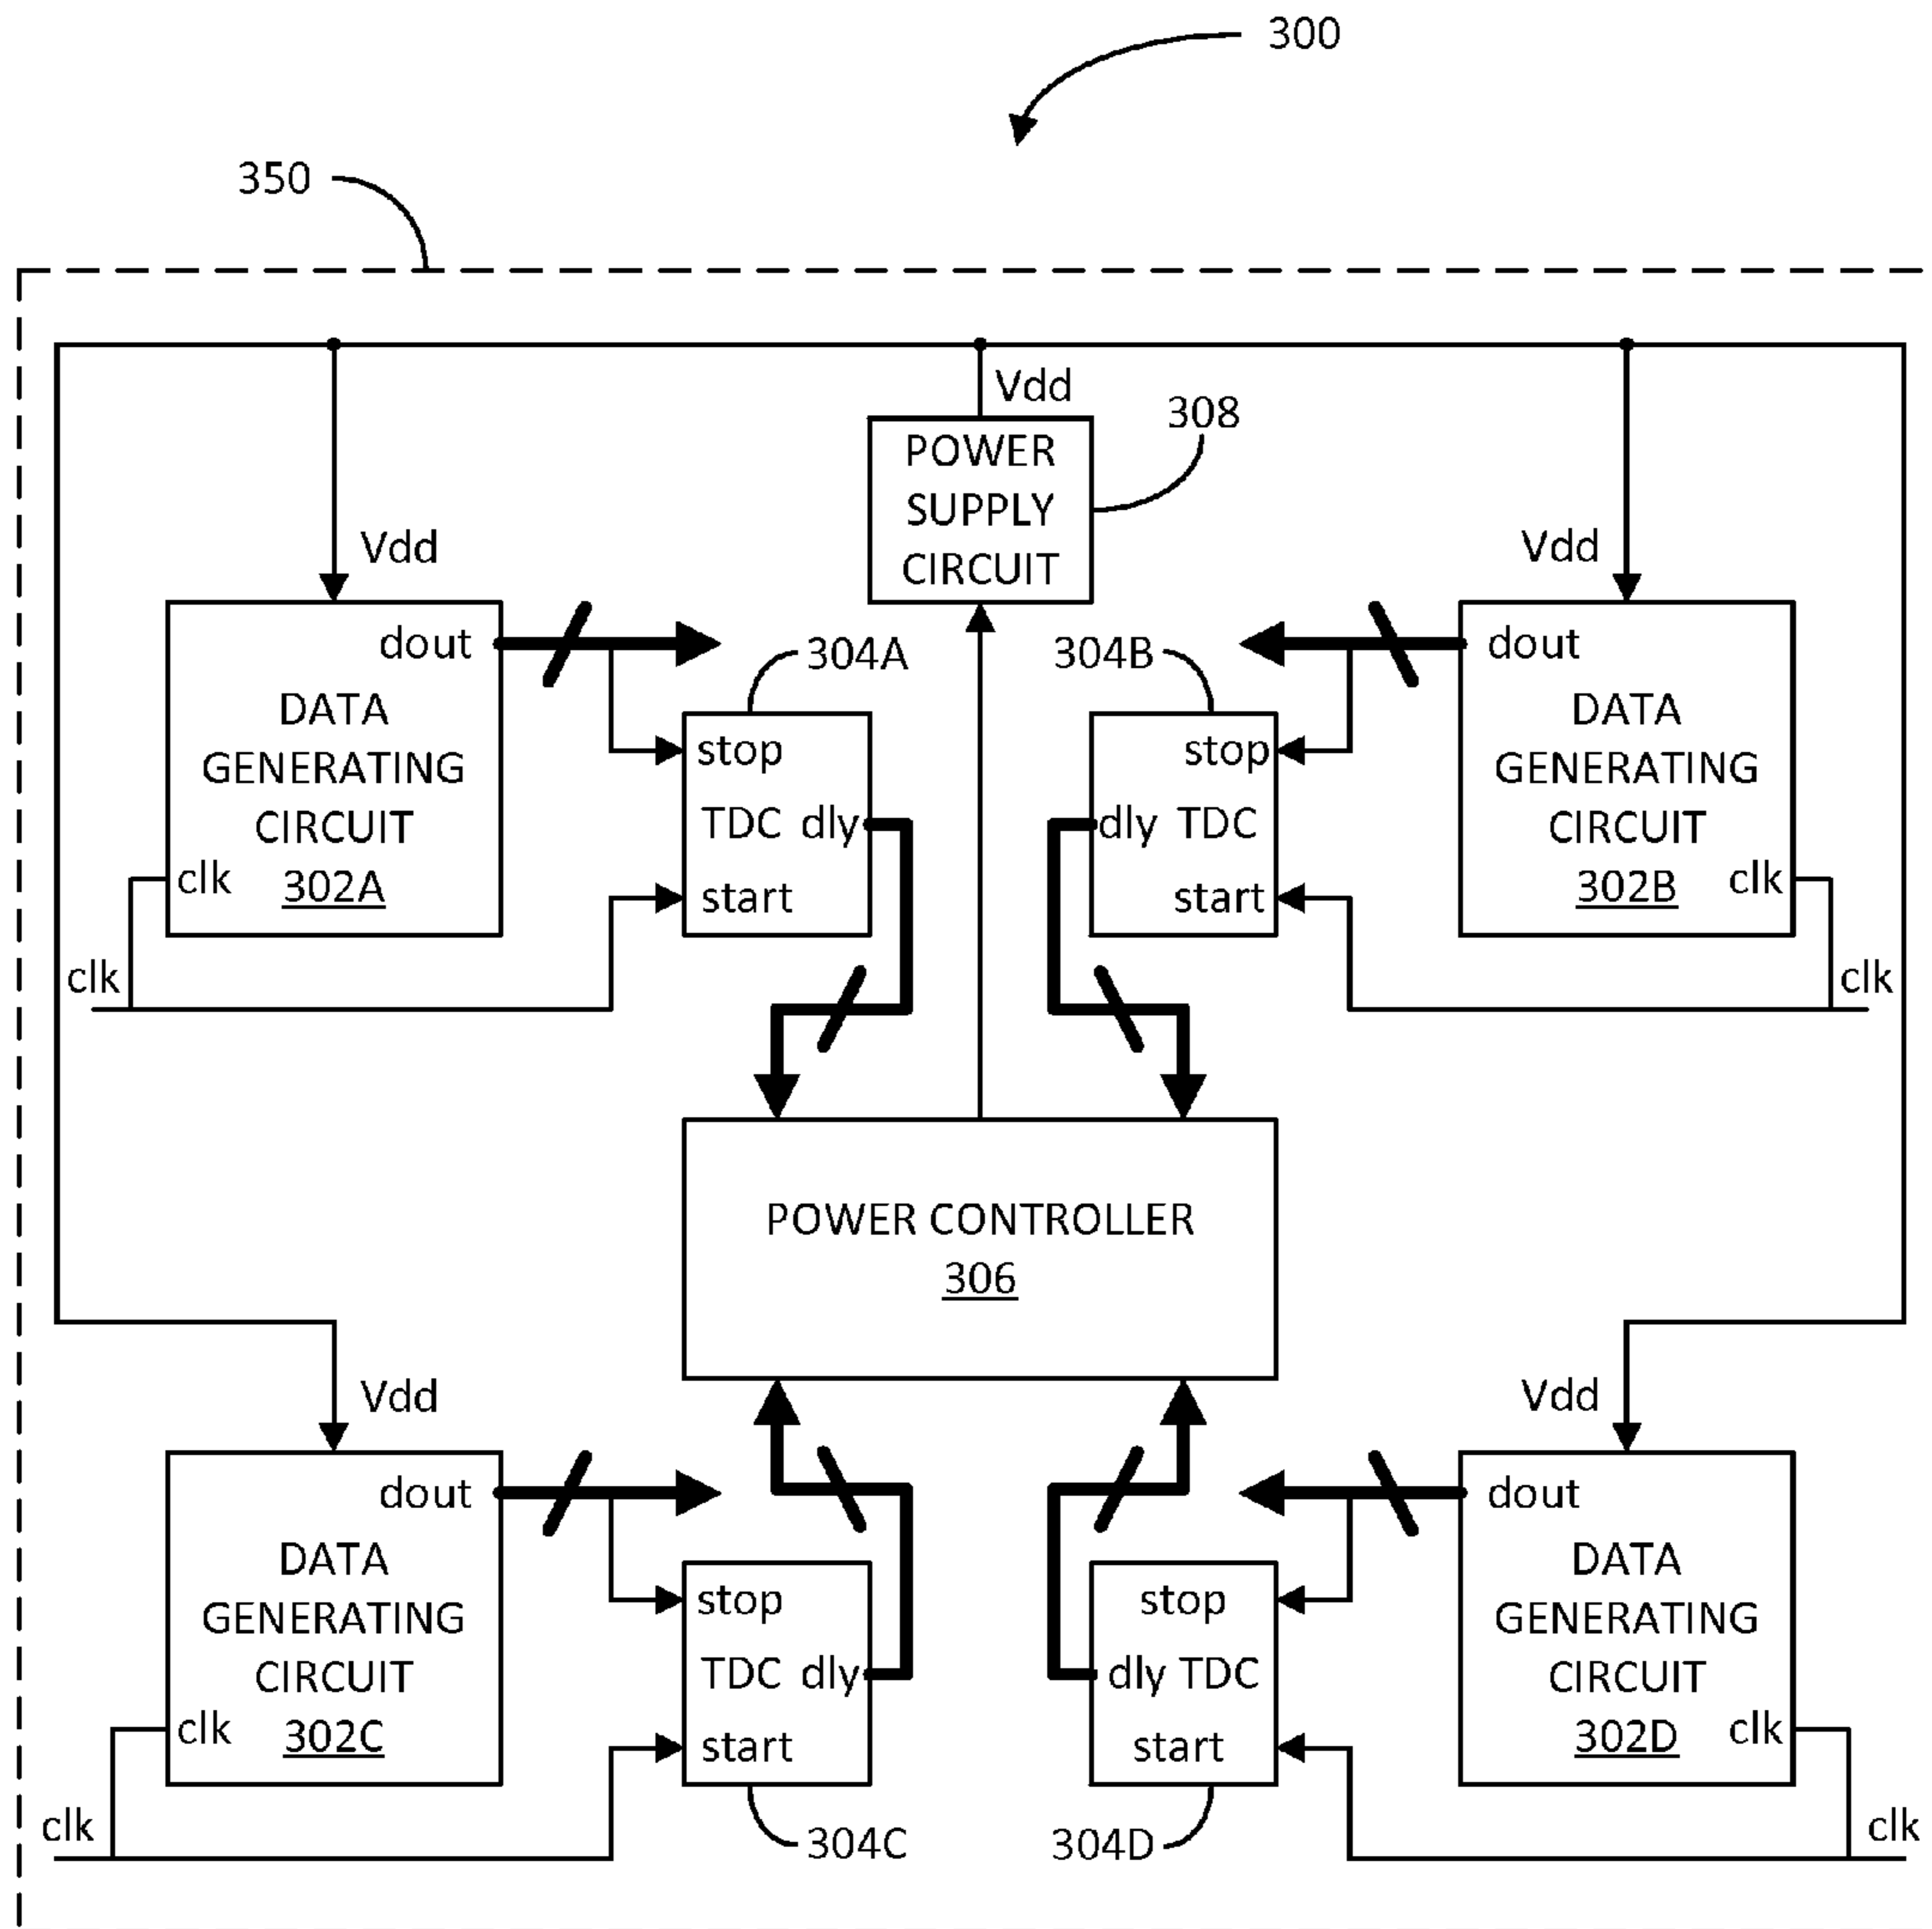 300
350
Vdd
308
POWER
SUPPLY
CIRCUIT
Vdd
Vdd
dout
DATA
GENERATING
CIRCUIT
302A
clk
clk
304A
stop
TDC dly
start
304B
stop
dly TDC
start
dout
DATA
GENERATING
CIRCUIT
302B
clk
clk
POWER CONTROLLER
306
Vdd
Vdd
dout
DATA
GENERATING
CIRCUIT
302C
clk
clk
stop
TDC dly
start
304C
stop
dly TDC
start
304D
dout
DATA
GENERATING
CIRCUIT
302D
clk
clk